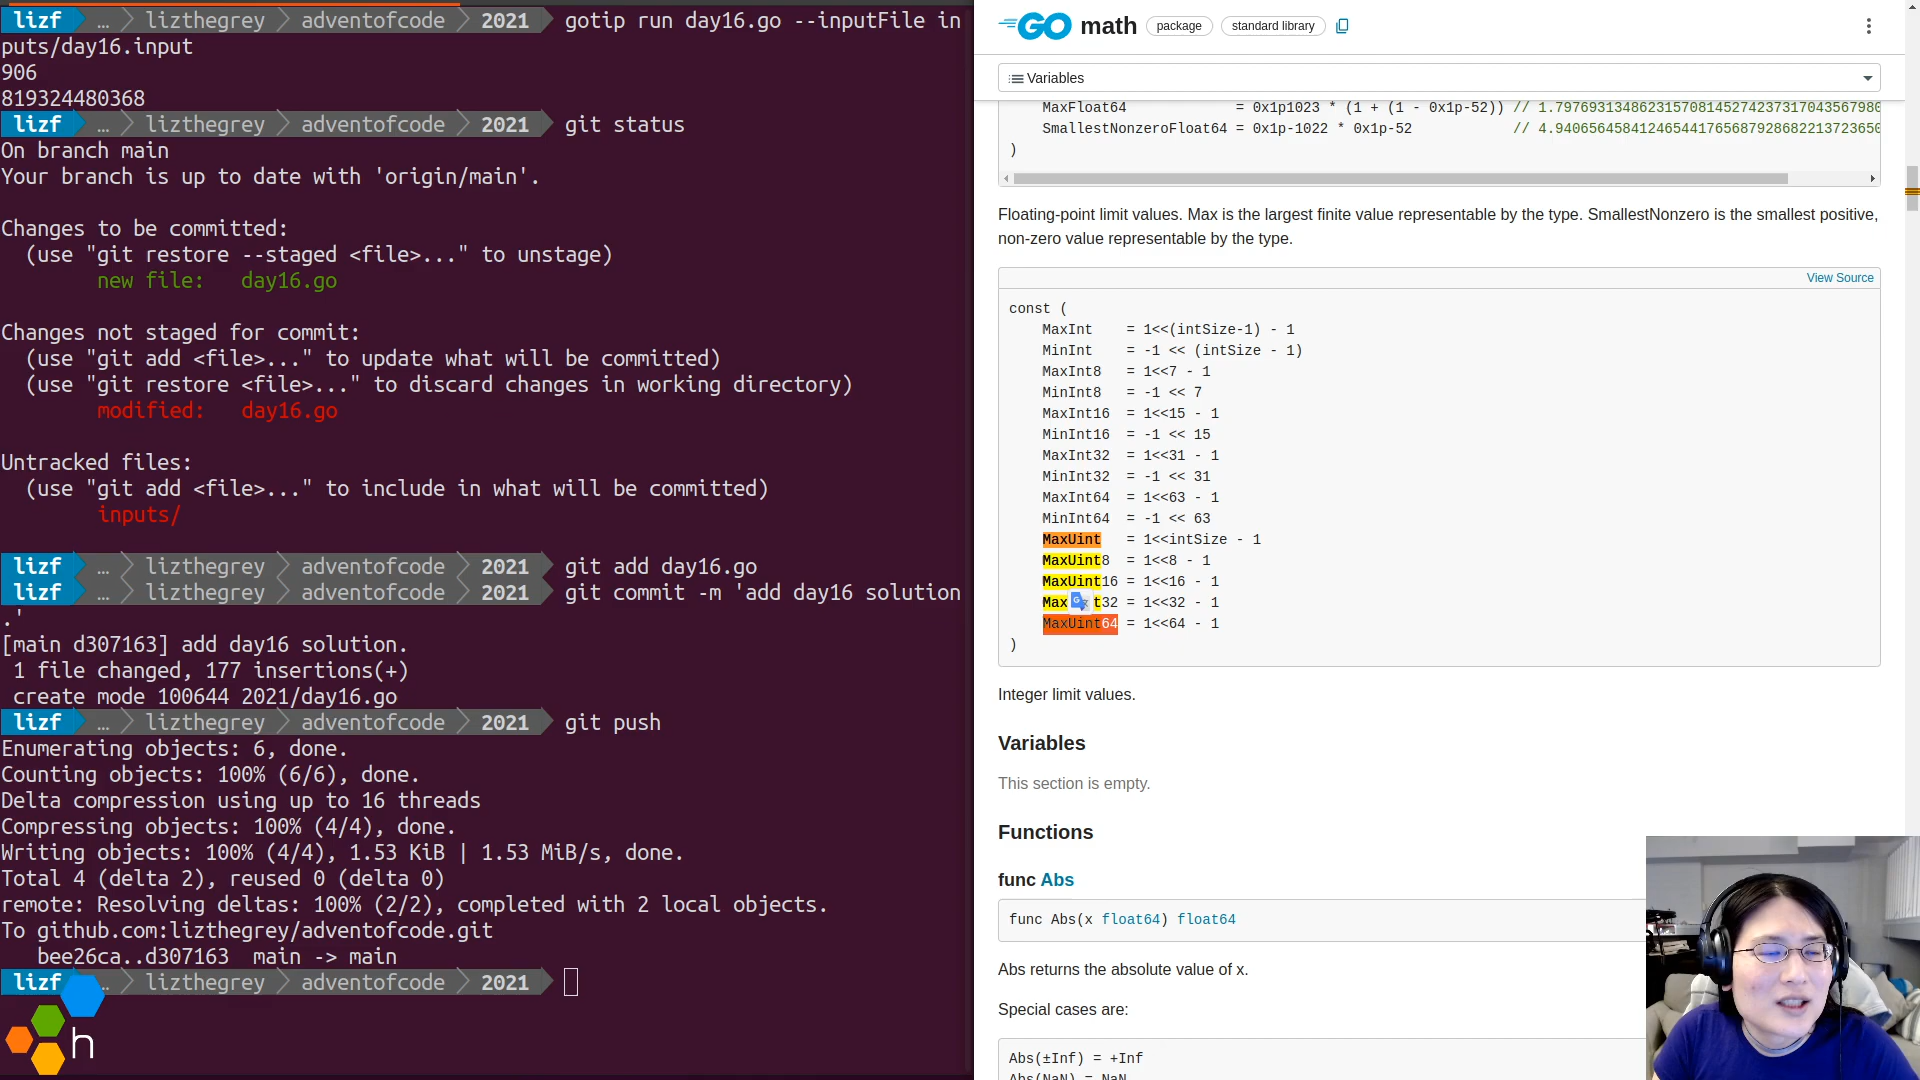 lizf … lizthegrey adventofcode 2021 gotip run day16.go --inputFile in
puts/day16.input
906
819324480368
lizf … lizthegrey adventofcode 2021 git status
On branch main
Your branch is up to date with 'origin/main'.
Changes to be committed:
(use "git restore --staged <file>..." to unstage)
new file: day16.go
Changes not staged for commit:
(use "git add <file>..." to update what will be committed)
(use "git restore <file>..." to discard changes in working directory)
modified: day16.go
Untracked files:
(use "git add <file>..." to include in what will be committed)
inputs/
lizf … lizthegrey adventofcode 2021 git add day16.go
lizf … lizthegrey adventofcode 2021 git commit -m 'add day16 solution
.'
[main d307163] add day16 solution.
1 file changed, 177 insertions(+)
create mode 100644 2021/day16.go
lizf … lizthegrey adventofcode 2021 git push
Enumerating objects: 6, done.
Counting objects: 100% (6/6), done.
Delta compression using up to 16 threads
Compressing objects: 100% (4/4), done.
Writing objects: 100% (4/4), 1.53 KiB | 1.53 MiB/s, done.
Total 4 (delta 2), reused 0 (delta 0)
remote: Resolving deltas: 100% (2/2), completed with 2 local objects.
To github.com:lizthegrey/adventofcode.git
bee26ca..d307163 main -> main
lizf … lizthegrey adventofcode 2021
h
GO math package standard library
Variables
MaxFloat64 = 0x1p1023 * (1 + (1 - 0x1p-52)) // 1.797693134862315708145274237317043567980
SmallestNonzeroFloat64 = 0x1p-1022 * 0x1p-52 // 4.940656458412465441765687928682213723650
)
Floating-point limit values. Max is the largest finite value representable by the type. SmallestNonzero is the smallest positive,
non-zero value representable by the type.
View Source
const (
MaxInt = 1<<(intSize-1) - 1
MinInt = -1 << (intSize - 1)
MaxInt8 = 1<<7 - 1
MinInt8 = -1 << 7
MaxInt16 = 1<<15 - 1
MinInt16 = -1 << 15
MaxInt32 = 1<<31 - 1
MinInt32 = -1 << 31
MaxInt64 = 1<<63 - 1
MinInt64 = -1 << 63
MaxUint = 1<<intSize - 1
MaxUint8 = 1<<8 - 1
MaxUint16 = 1<<16 - 1
Max t32 = 1<<32 - 1
MaxUint64 = 1<<64 - 1
)
Integer limit values.
Variables
This section is empty.
Functions
func Abs
func Abs(x float64) float64
Abs returns the absolute value of x.
Special cases are:
Abs(±Inf) = +Inf
Abs(NaN) = NaN